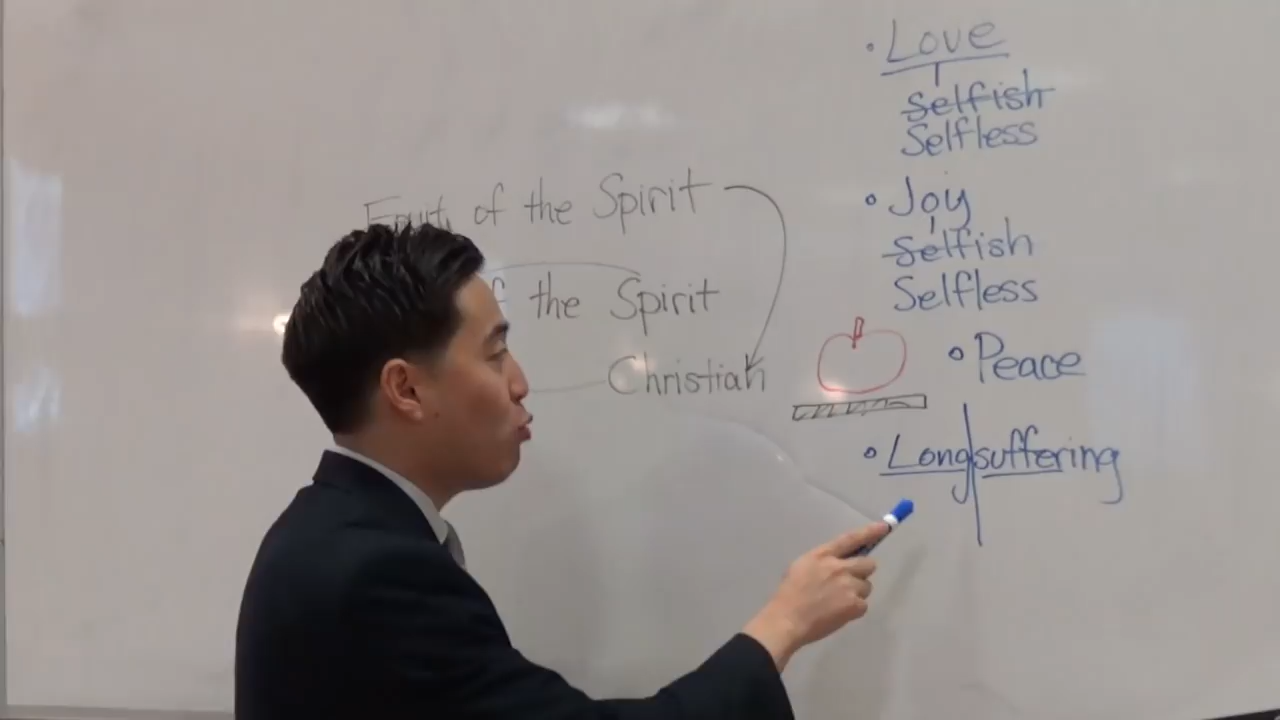 Fruit of the Spirit
the Spirit
Christian
• Love
Selfish
Selfless
• Joy
Selfish
Selfless
• Peace
• Longsuffering